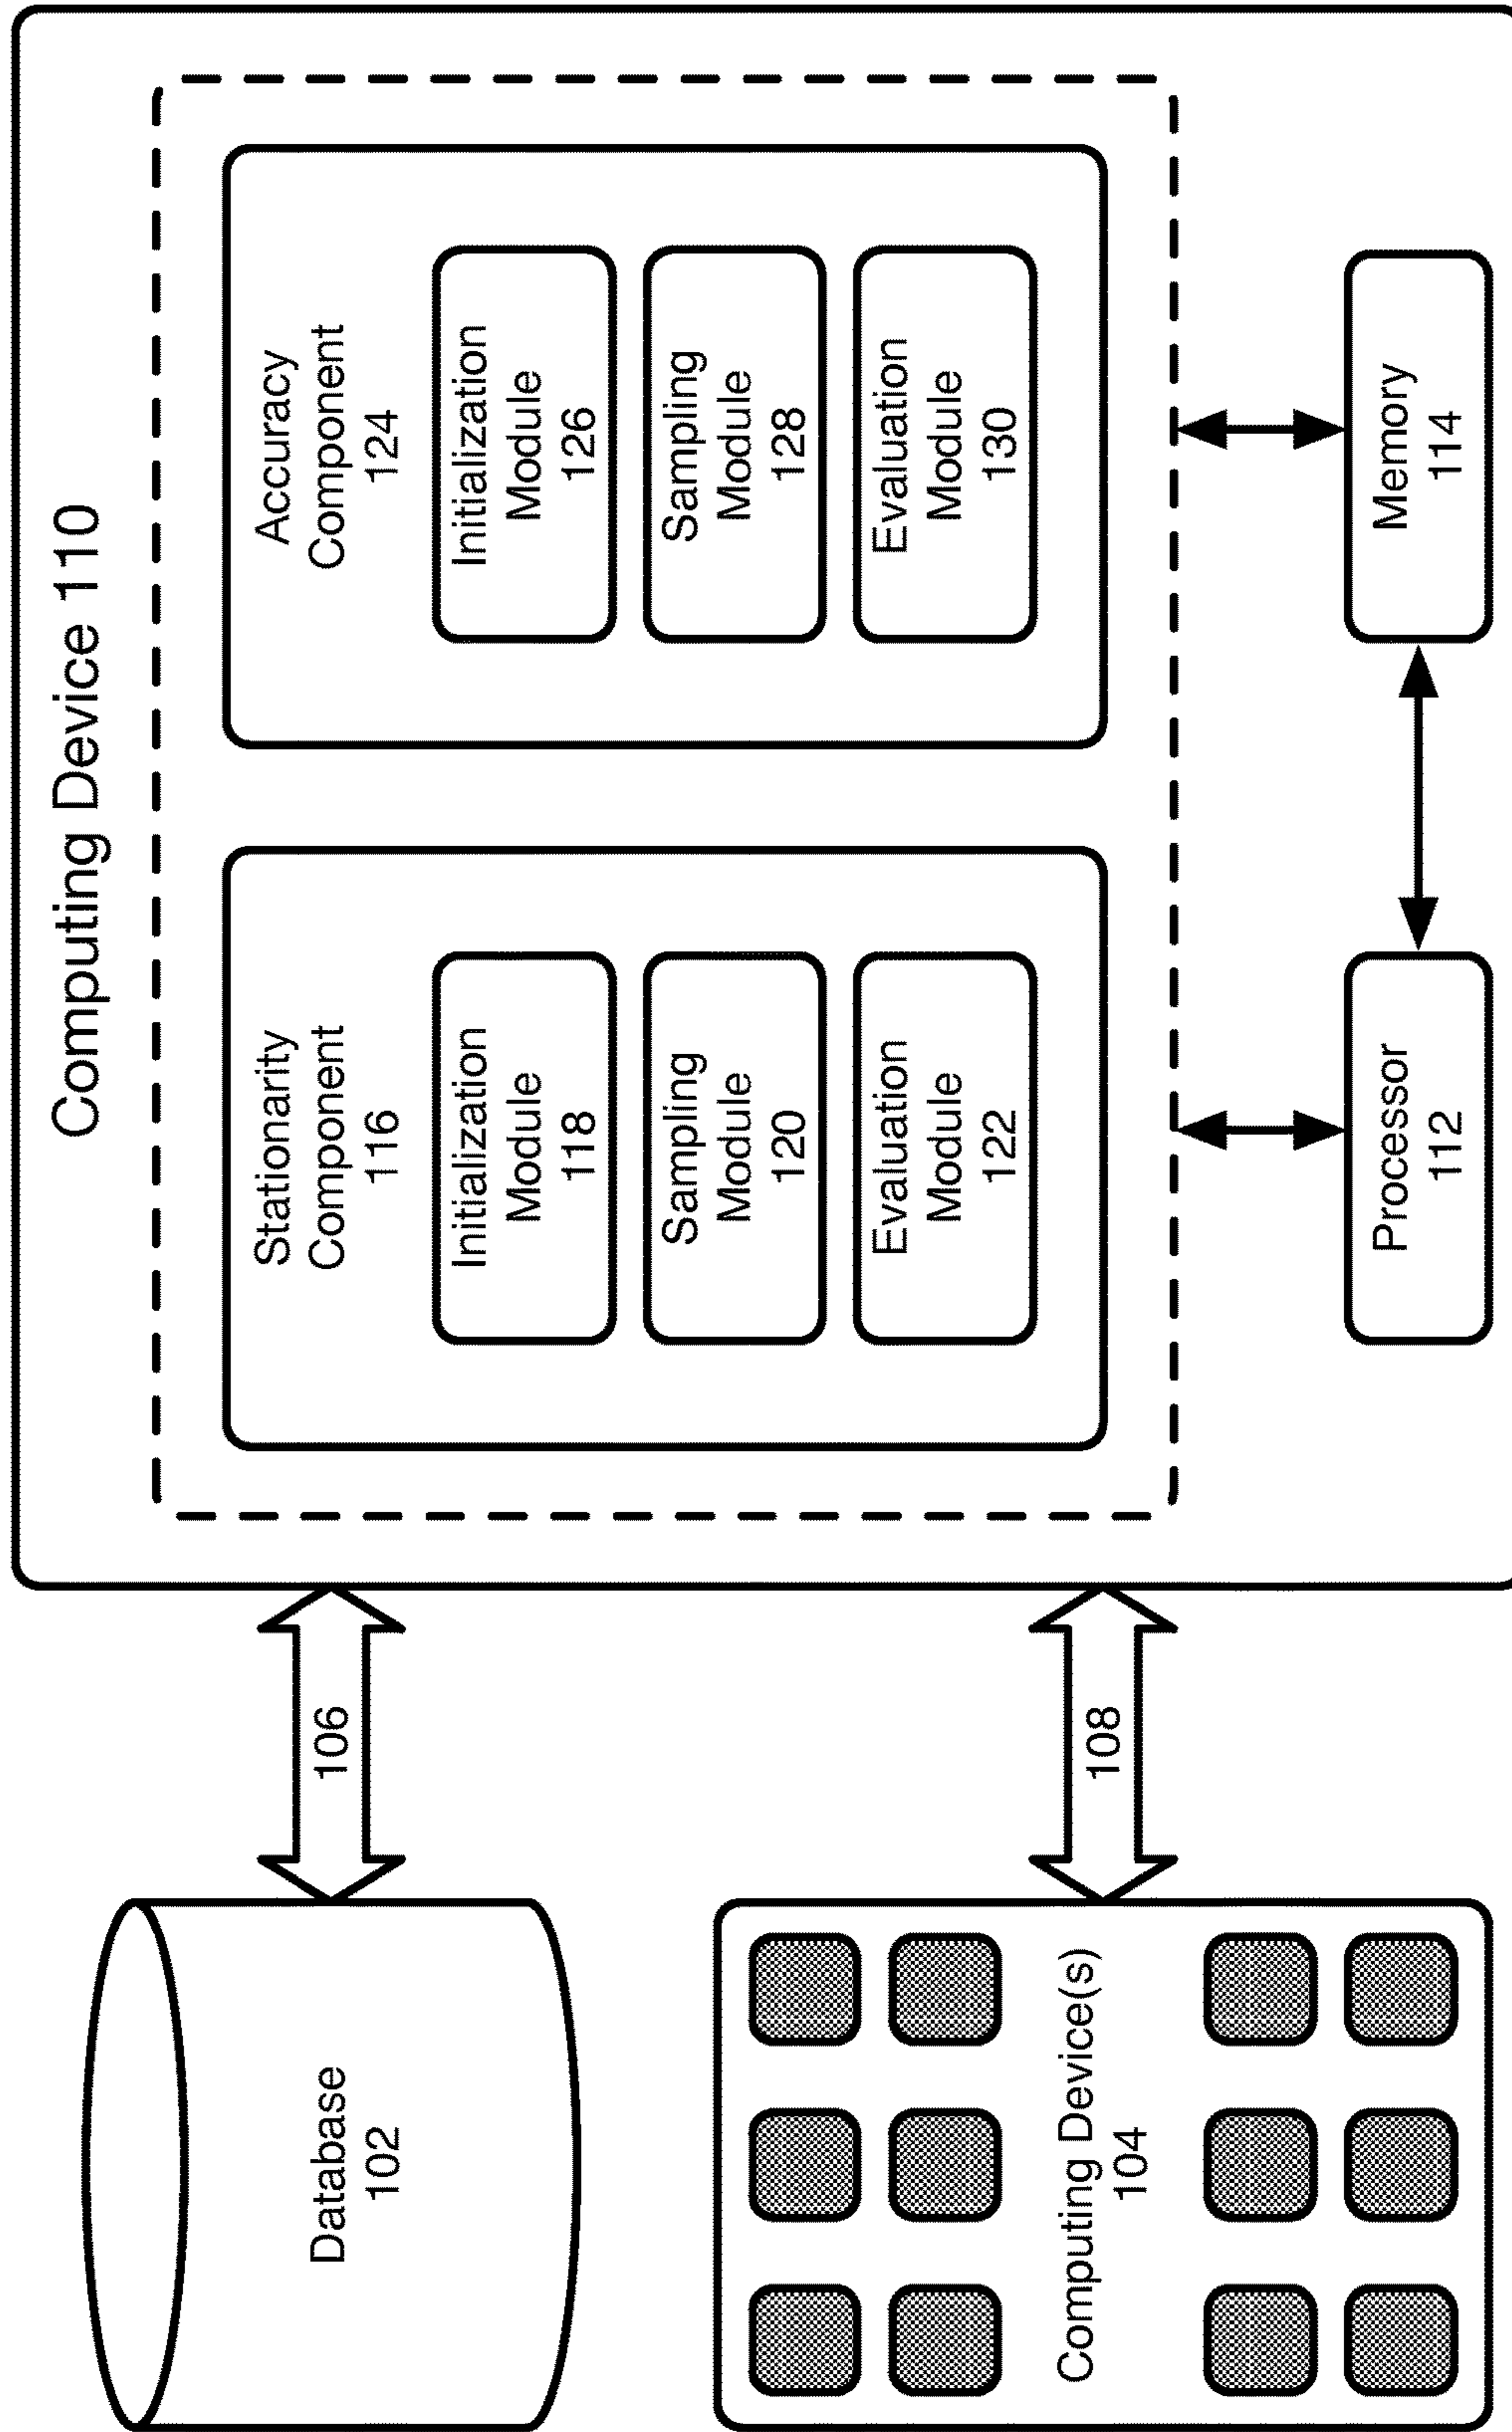 Computing Device 110
Database
102
106
Computing Device(s)
104
108
Stationarity
Component
116
Initialization
Module
118
Sampling
Module
120
Evaluation
Module
122
Accuracy
Component
124
Initialization
Module
126
Sampling
Module
128
Evaluation
Module
130
Processor
112
Memory
114